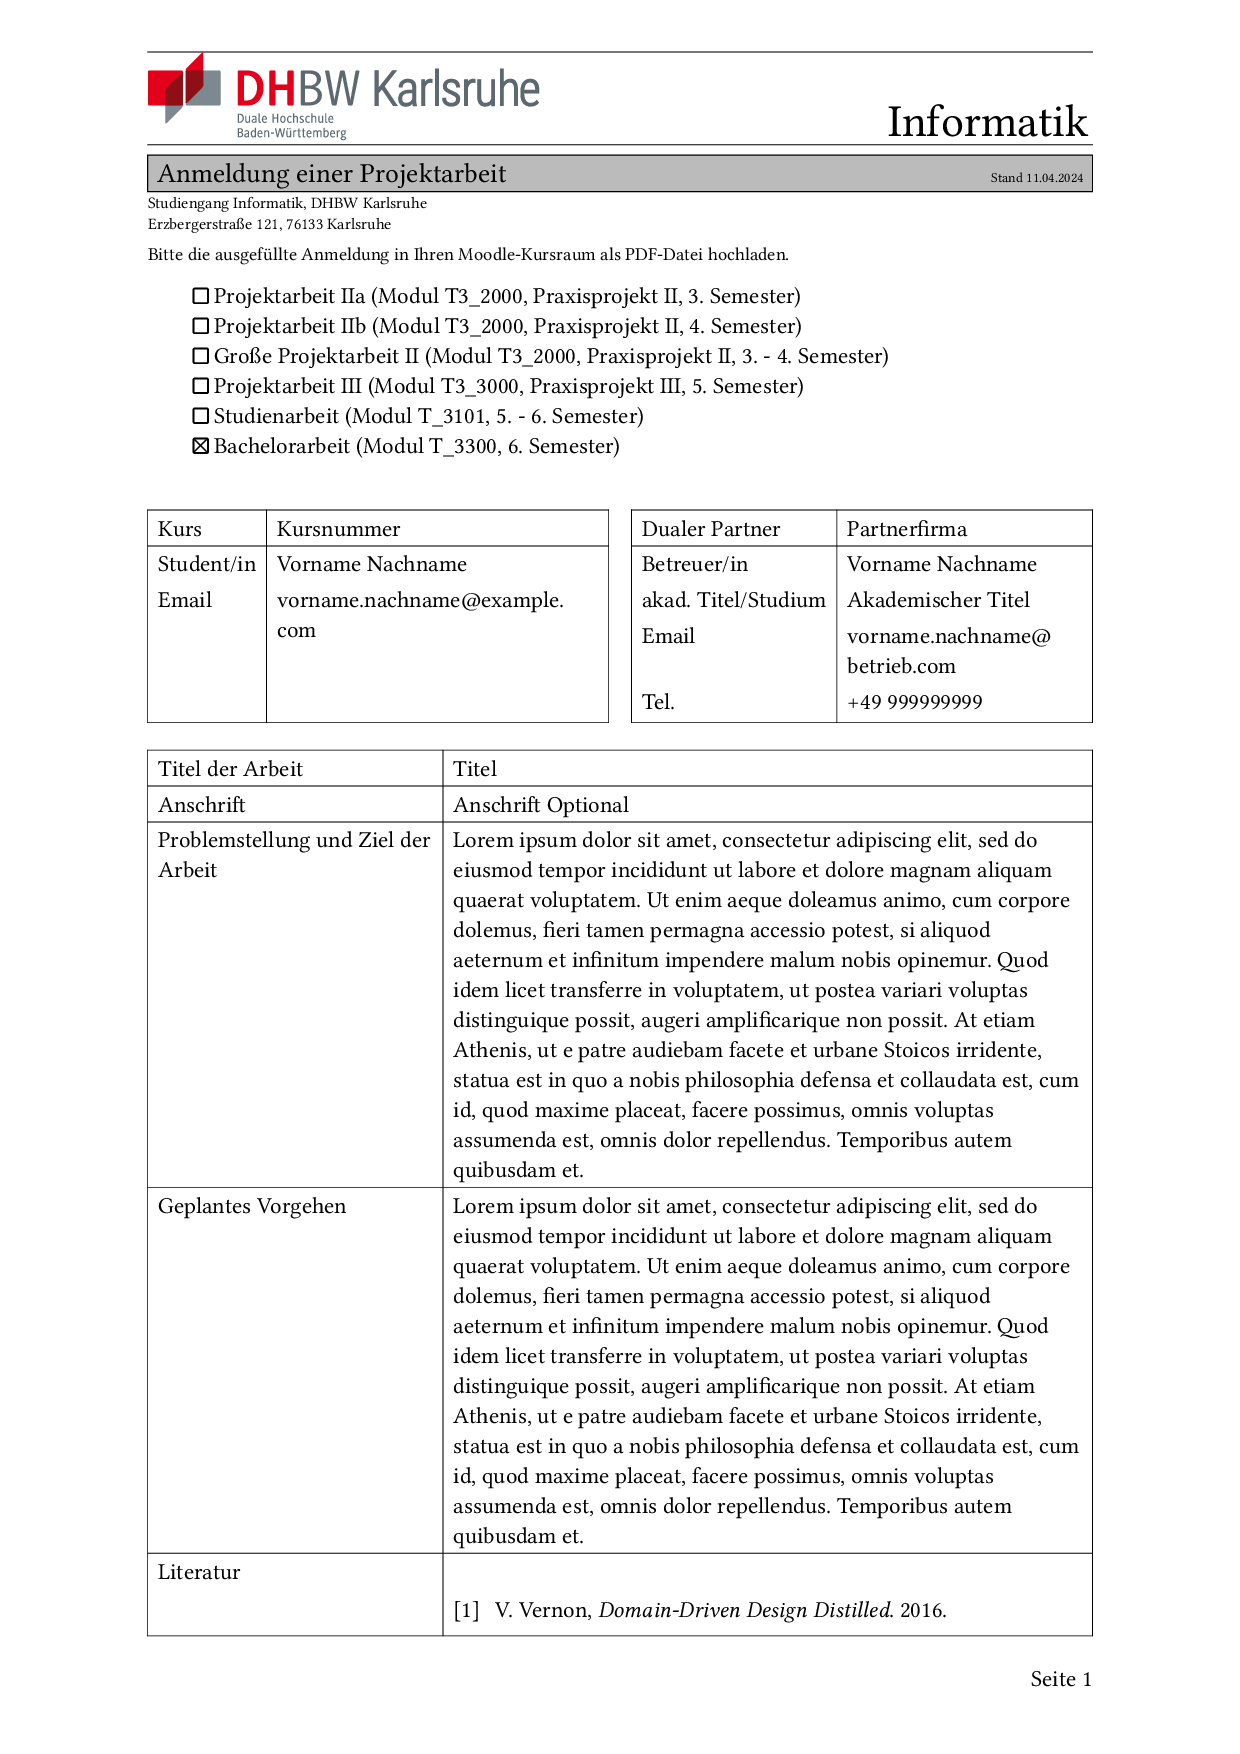 DHBW Karlsruhe
Duale Hochschule
Baden-Württemberg
Informatik
Anmeldung einer Projektarbeit
Stand 11.04.2024
Studiengang Informatik, DHBW Karlsruhe
Erzbergerstraße 121, 76133 Karlsruhe
Bitte die ausgefüllte Anmeldung in Ihren Moodle-Kursraum als PDF-Datei hochladen.
☐ Projektarbeit IIa (Modul T3_2000, Praxisprojekt II, 3. Semester)
☐ Projektarbeit IIb (Modul T3_2000, Praxisprojekt II, 4. Semester)
☐ Große Projektarbeit II (Modul T3_2000, Praxisprojekt II, 3. - 4. Semester)
☐ Projektarbeit III (Modul T3_3000, Praxisprojekt III, 5. Semester)
☐ Studienarbeit (Modul T_3101, 5. - 6. Semester)
☒ Bachelorarbeit (Modul T_3300, 6. Semester)
Kurs Kursnummer
Student/in Vorname Nachname
Email vorname.nachname@example.
com
Dualer Partner Partnerfirma
Betreuer/in Vorname Nachname
akad. Titel/Studium Akademischer Titel
Email vorname.nachname@
betrieb.com
Tel. +49 999999999
Titel der Arbeit Titel
Anschrift Anschrift Optional
Problemstellung und Ziel der
Arbeit
Lorem ipsum dolor sit amet, consectetur adipiscing elit, sed do
eiusmod tempor incididunt ut labore et dolore magnam aliquam
quaerat voluptatem. Ut enim aeque doleamus animo, cum corpore
dolemus, fieri tamen permagna accessio potest, si aliquod
aeternum et infinitum impendere malum nobis opinemur. Quod
idem licet transferre in voluptatem, ut postea variari voluptas
distinguique possit, augeri amplificarique non possit. At etiam
Athenis, ut e patre audiebam facete et urbane Stoicos irridente,
statua est in quo a nobis philosophia defensa et collaudata est, cum
id, quod maxime placeat, facere possimus, omnis voluptas
assumenda est, omnis dolor repellendus. Temporibus autem
quibusdam et.
Geplantes Vorgehen
Lorem ipsum dolor sit amet, consectetur adipiscing elit, sed do
eiusmod tempor incididunt ut labore et dolore magnam aliquam
quaerat voluptatem. Ut enim aeque doleamus animo, cum corpore
dolemus, fieri tamen permagna accessio potest, si aliquod
aeternum et infinitum impendere malum nobis opinemur. Quod
idem licet transferre in voluptatem, ut postea variari voluptas
distinguique possit, augeri amplificarique non possit. At etiam
Athenis, ut e patre audiebam facete et urbane Stoicos irridente,
statua est in quo a nobis philosophia defensa et collaudata est, cum
id, quod maxime placeat, facere possimus, omnis voluptas
assumenda est, omnis dolor repellendus. Temporibus autem
quibusdam et.
Literatur
[1] V. Vernon, Domain-Driven Design Distilled. 2016.
Seite 1